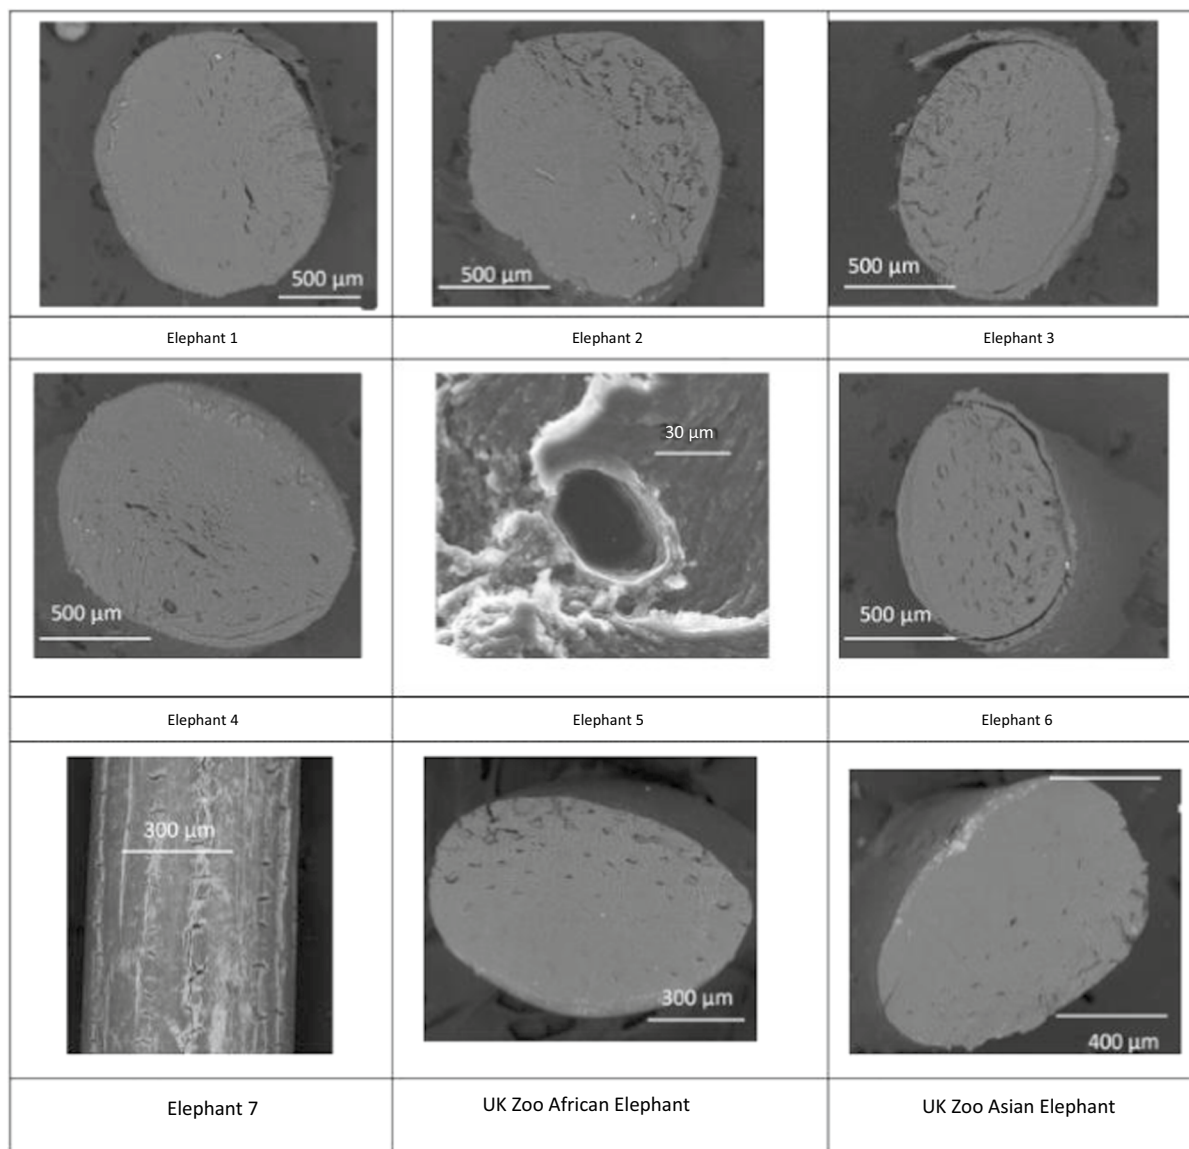 500 µm
500 µm
500 µm
Elephant 1
Elephant 2
Elephant 3
500 µm
30 µm
500 µm
Elephant 4
Elephant 5
Elephant 6
300 µm
300 µm
400 µm
Elephant 7
UK Zoo African Elephant
UK Zoo Asian Elephant